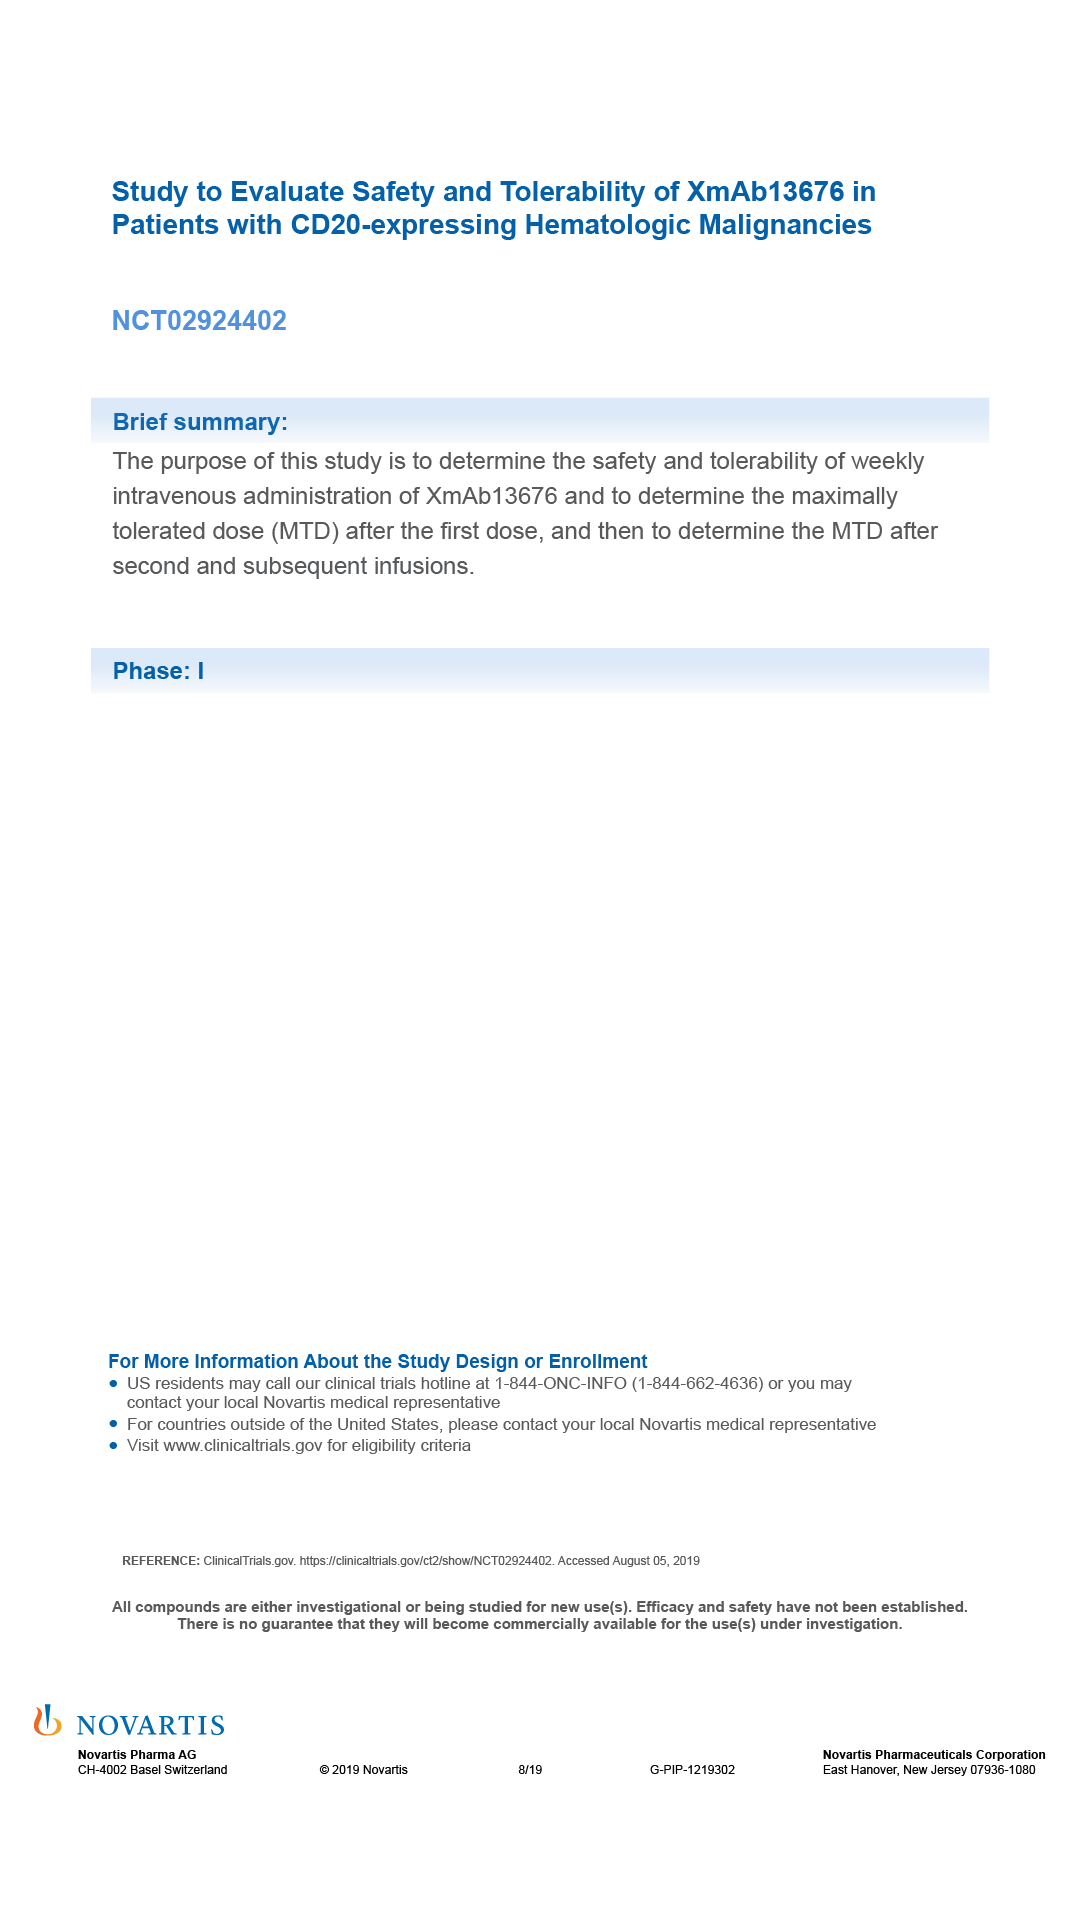 Study to Evaluate Safety and Tolerability of XmAb13676 in
Patients with CD20-expressing Hematologic Malignancies
NCT02924402
Brief summary:
The purpose of this study is to determine the safety and tolerability of weekly
intravenous administration of XmAb13676 and to determine the maximally
tolerated dose (MTD) after the first dose, and then to determine the MTD after
second and subsequent infusions.
Phase: I
For More Information About the Study Design or Enrollment
● US residents may call our clinical trials hotline at 1-844-ONC-INFO (1-844-662-4636) or you may
contact your local Novartis medical representative
● For countries outside of the United States, please contact your local Novartis medical representative
● Visit www.clinicaltrials.gov for eligibility criteria
REFERENCE: ClinicalTrials.gov. https://clinicaltrials.gov/ct2/show/NCT02924402. Accessed August 05, 2019
All compounds are either investigational or being studied for new use(s). Efficacy and safety have not been established.
There is no guarantee that they will become commercially available for the use(s) under investigation.
NOVARTIS
Novartis Pharma AG
CH-4002 Basel Switzerland
© 2019 Novartis
8/19
G-PIP-1219302
Novartis Pharmaceuticals Corporation
East Hanover, New Jersey 07936-1080